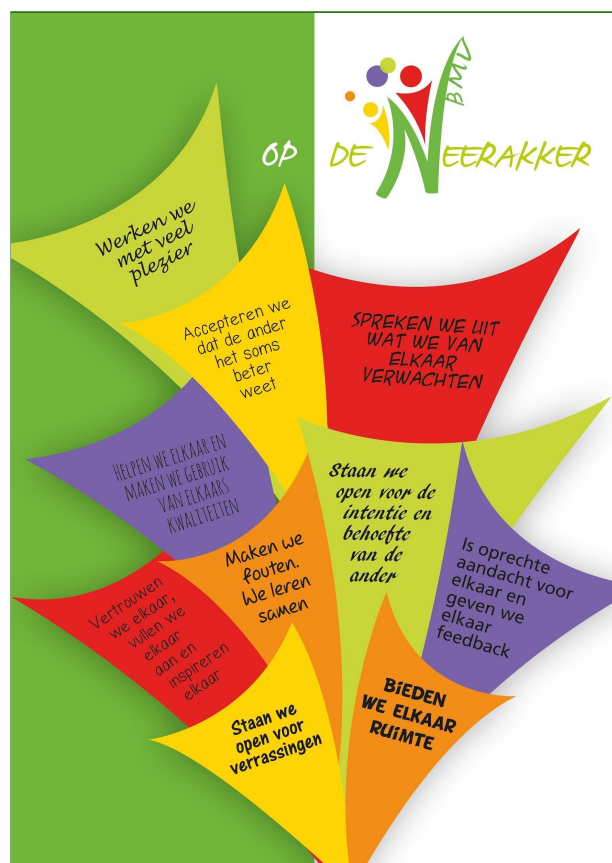 BMV
OP DE NEERAKKER
Werken we
met veel
plezier
Accepteren we
dat de ander
het soms
beter
weet
SPREKEN WE UIT
WAT WE VAN
ELKAAR
VERWACHTEN
HELPEN WE ELKAAR EN
MAKEN WE GEBRUIK
VAN ELKAARS
KWALITEITEN
Maken we
fouten.
We leren
samen
Staan we
open voor de
intentie en
behoefte
van de
ander
Is oprechte
aandacht voor
elkaar en
geven we
elkaar
feedback
Vertrouwen
we elkaar,
vullen we
elkaar
aan en
inspireren
elkaar
Staan we
open voor
verrassingen
BIEDEN
WE ELKAAR
RUIMTE